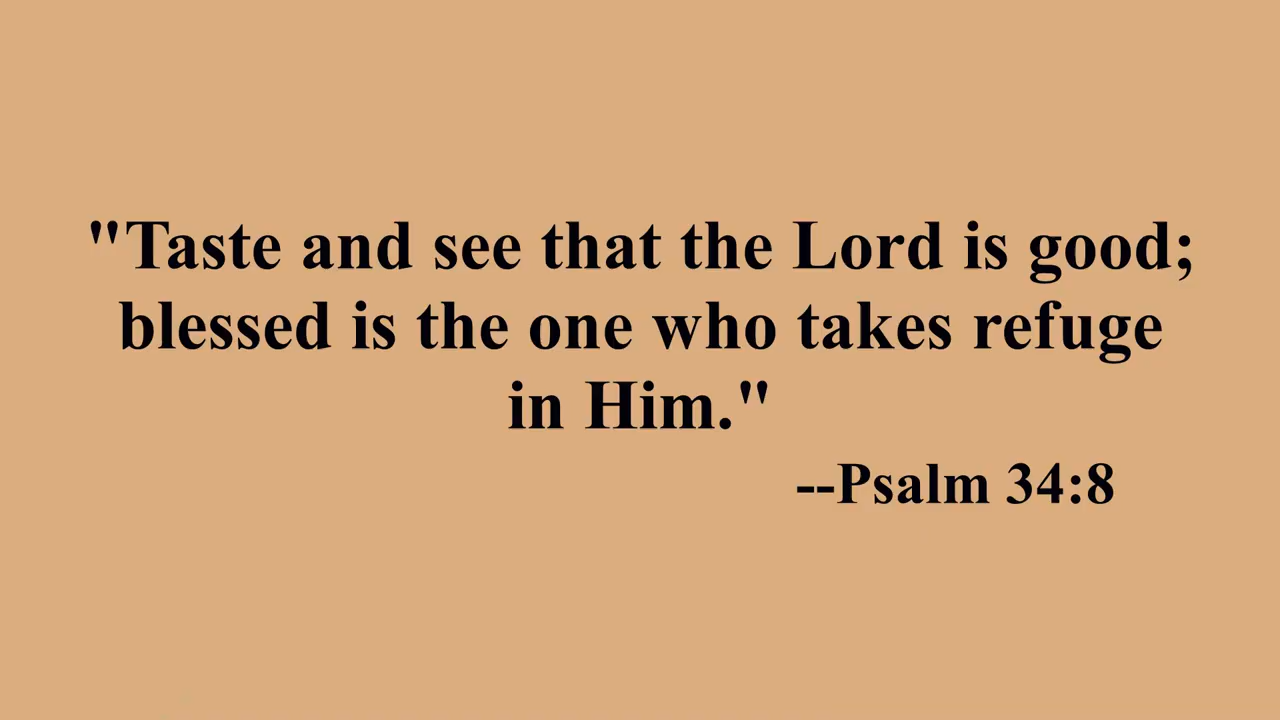 "Taste and see that the Lord is good;
blessed is the one who takes refuge
in Him."
--Psalm 34:8